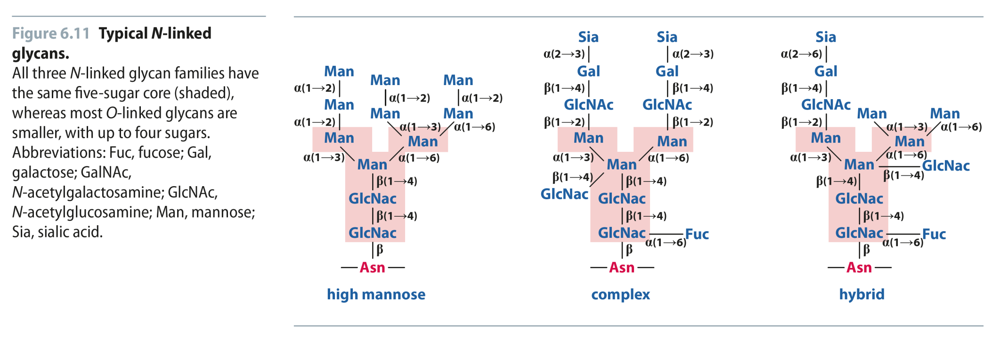 Figure 6.11 Typical N-linked
glycans.
All three N-linked glycan families have
the same five-sugar core (shaded),
whereas most O-linked glycans are
smaller, with up to four sugars.
Abbreviations: Fuc, fucose; Gal,
galactose; GalNAc,
N-acetylgalactosamine; GlcNAc,
N-acetylglucosamine; Man, mannose;
Sia, sialic acid.
Man
α(1→2)
Man Man Man
α(1→2) α(1→2)
Man Man Man
α(1→2) α(1→3) α(1→6)
Man Man
α(1→3) α(1→6)
Man
β(1→4)
GlcNac
β(1→4)
GlcNac
β
Asn
high mannose
Sia Sia
α(2→3) α(2→3)
Gal Gal
β(1→4) β(1→4)
GlcNAc GlcNAc
β(1→2) β(1→2)
Man Man
α(1→3) α(1→6)
Man
β(1→4) β(1→4)
GlcNac GlcNac
β(1→4)
GlcNac Fuc
α(1→6)
β
Asn
complex
Sia
α(2→6)
Gal
β(1→4)
GlcNAc Man Man
β(1→2) α(1→3) α(1→6)
Man Man
α(1→3) α(1→6)
Man GlcNac
β(1→4) β(1→4)
GlcNac
β(1→4)
GlcNac Fuc
α(1→6)
β
Asn
hybrid